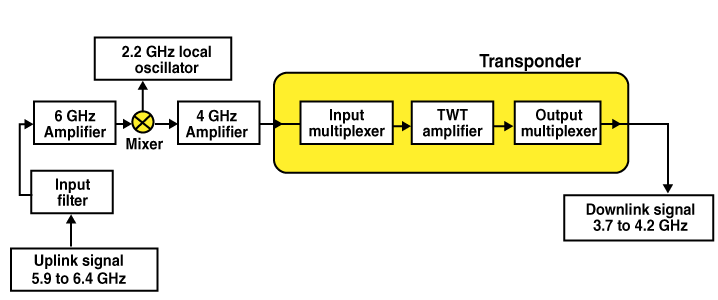 2.2 GHz local
oscillator
Transponder
6 GHz
Amplifier
Mixer
4 GHz
Amplifier
Input
multiplexer
TWT
amplifier
Output
multiplexer
Input
filter
Downlink signal
3.7 to 4.2 GHz
Uplink signal
5.9 to 6.4 GHz